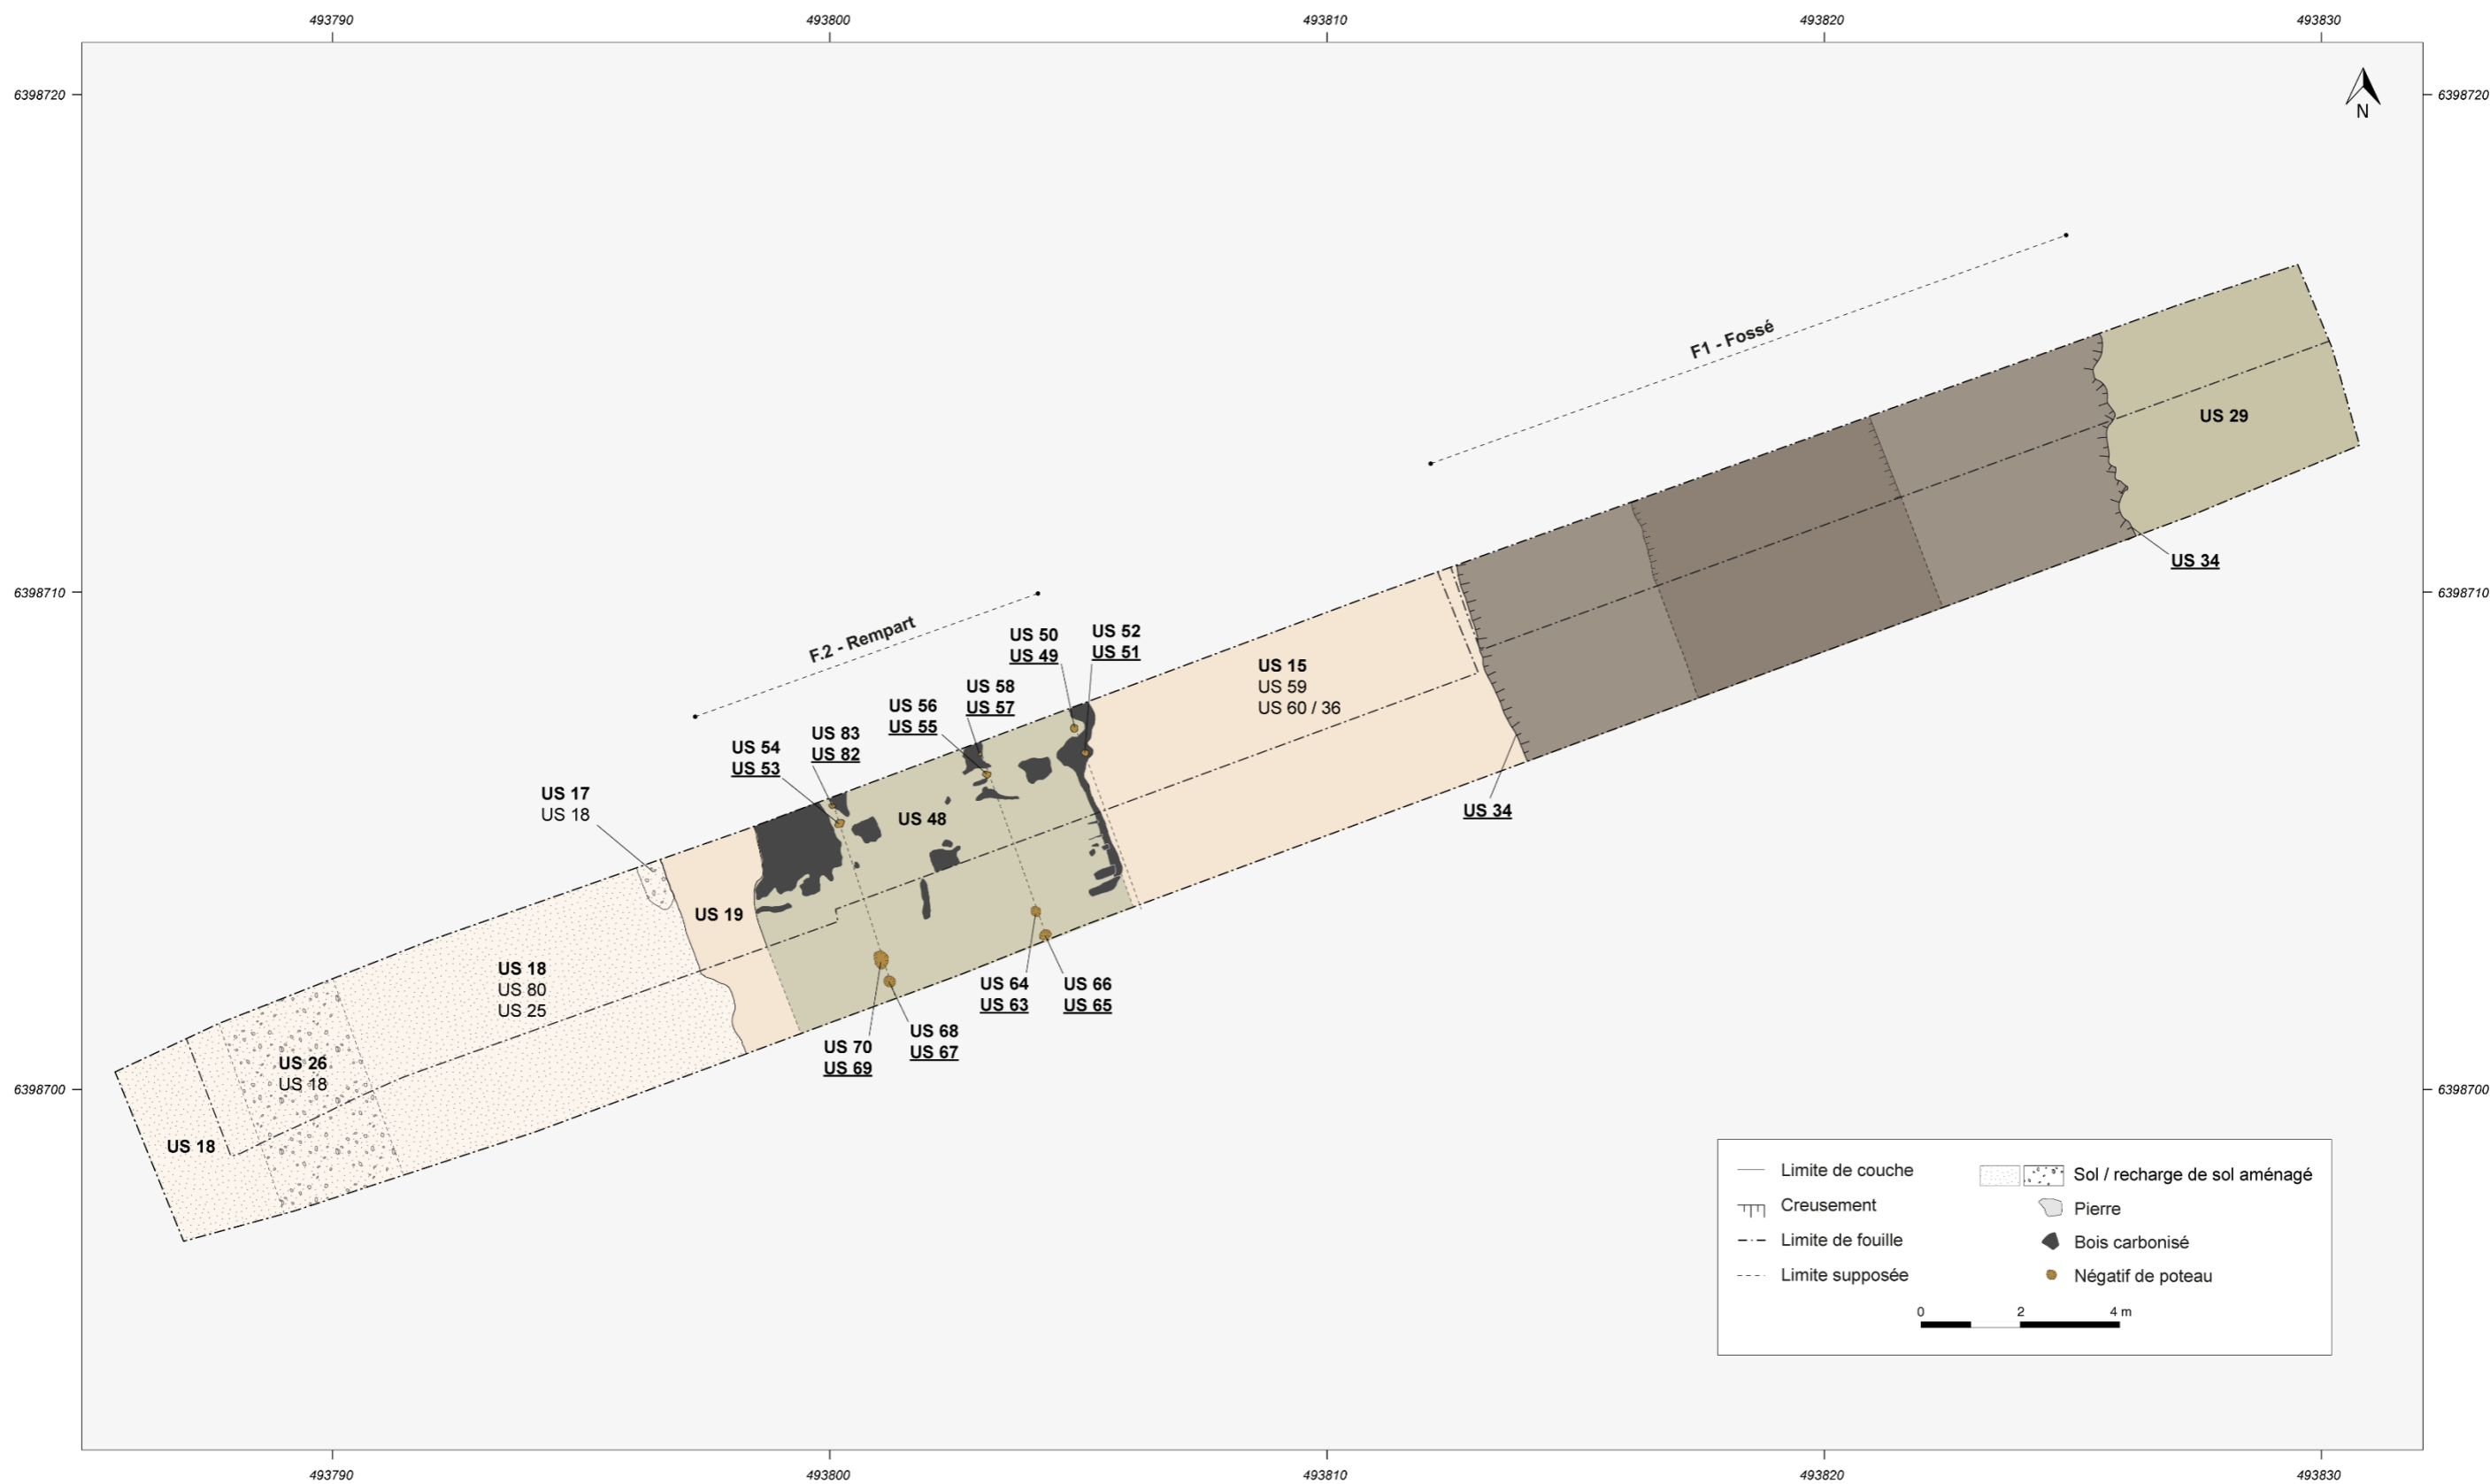 493790 493800 493810 493820 493830
6398720 6398720
N
F1 - Fossé
US 29
US 34
6398710 6398710
F.2 - Rempart
US 50
US 49
US 52
US 51
US 15
US 59
US 60 / 36
US 58
US 57
US 56
US 55
US 83
US 82
US 54
US 53
US 17
US 18
US 48
US 34
US 19
US 18
US 80
US 25
US 64
US 63
US 66
US 65
US 68
US 67
US 70
US 69
US 26
US 18
6398700 6398700
US 18
Limite de couche
Creusement
Limite de fouille
Limite supposée
Sol / recharge de sol aménagé
Pierre
Bois carbonisé
Négatif de poteau
0 2 4 m
493790 493800 493810 493820 493830